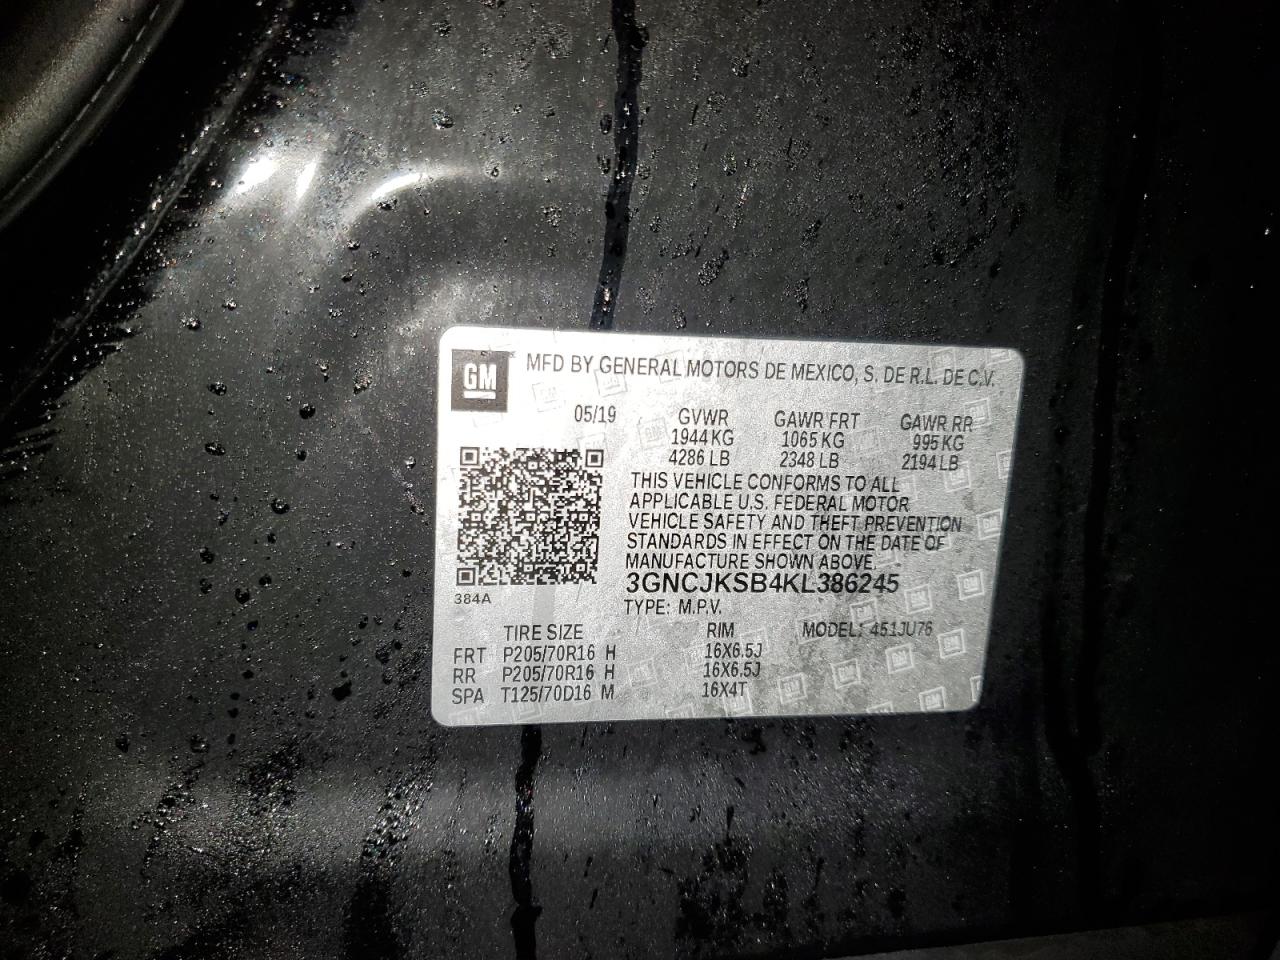 GM
MFD BY GENERAL MOTORS DE MEXICO, S. DE R.L. DE C.V.
05/19 GVWR GAWR FRT GAWR RR
1944 KG 1065 KG 995 KG
4286 LB 2348 LB 2194 LB
THIS VEHICLE CONFORMS TO ALL
APPLICABLE U.S. FEDERAL MOTOR
VEHICLE SAFETY AND THEFT PREVENTION
STANDARDS IN EFFECT ON THE DATE OF
MANUFACTURE SHOWN ABOVE.
3GNCJKSB4KL386245
384A
TYPE: M.P.V.
TIRE SIZE RIM MODEL: 451JU76
FRT P205/70R16 H 16X6.5J
RR P205/70R16 H 16X6.5J
SPA T125/70D16 M 16X4T